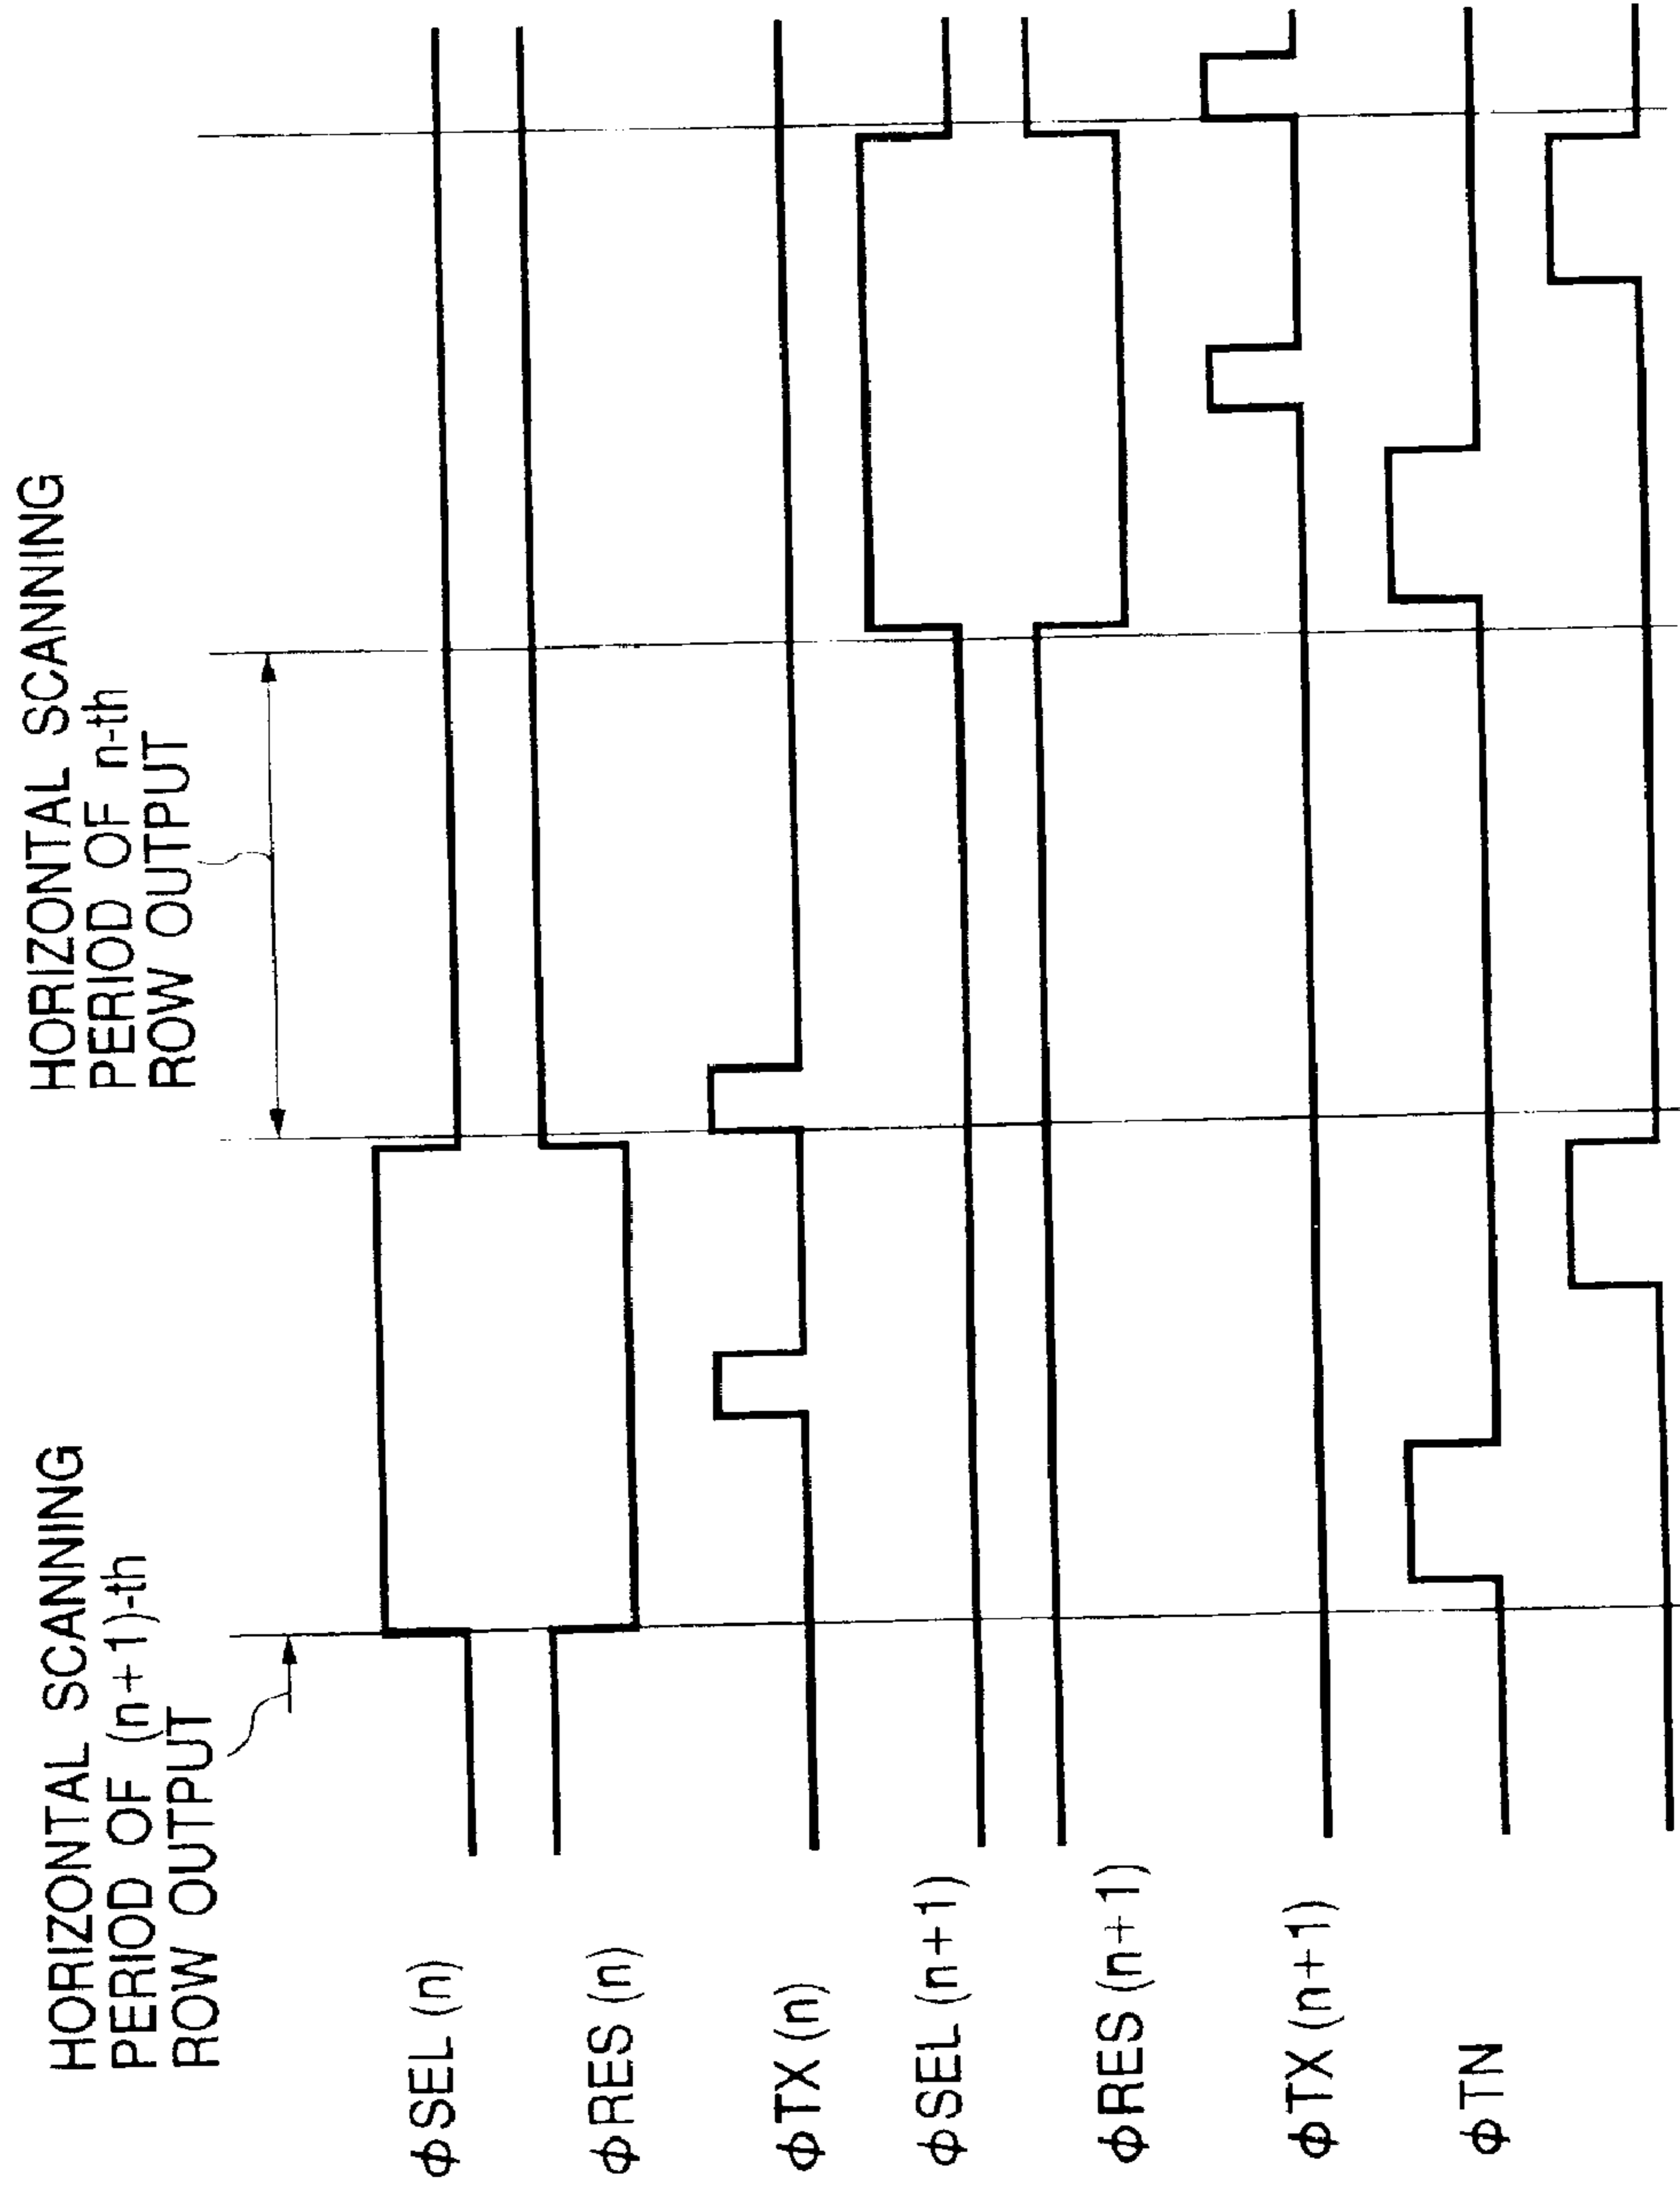 HORIZONTAL SCANNING
PERIOD OF (n+1)-th
ROW OUTPUT
HORIZONTAL SCANNING
PERIOD OF n-th
ROW OUTPUT
ϕSEL (n)
ϕRES (n)
ϕTX (n)
ϕSEL (n+1)
ϕRES (n+1)
ϕTX (n+1)
ϕTN